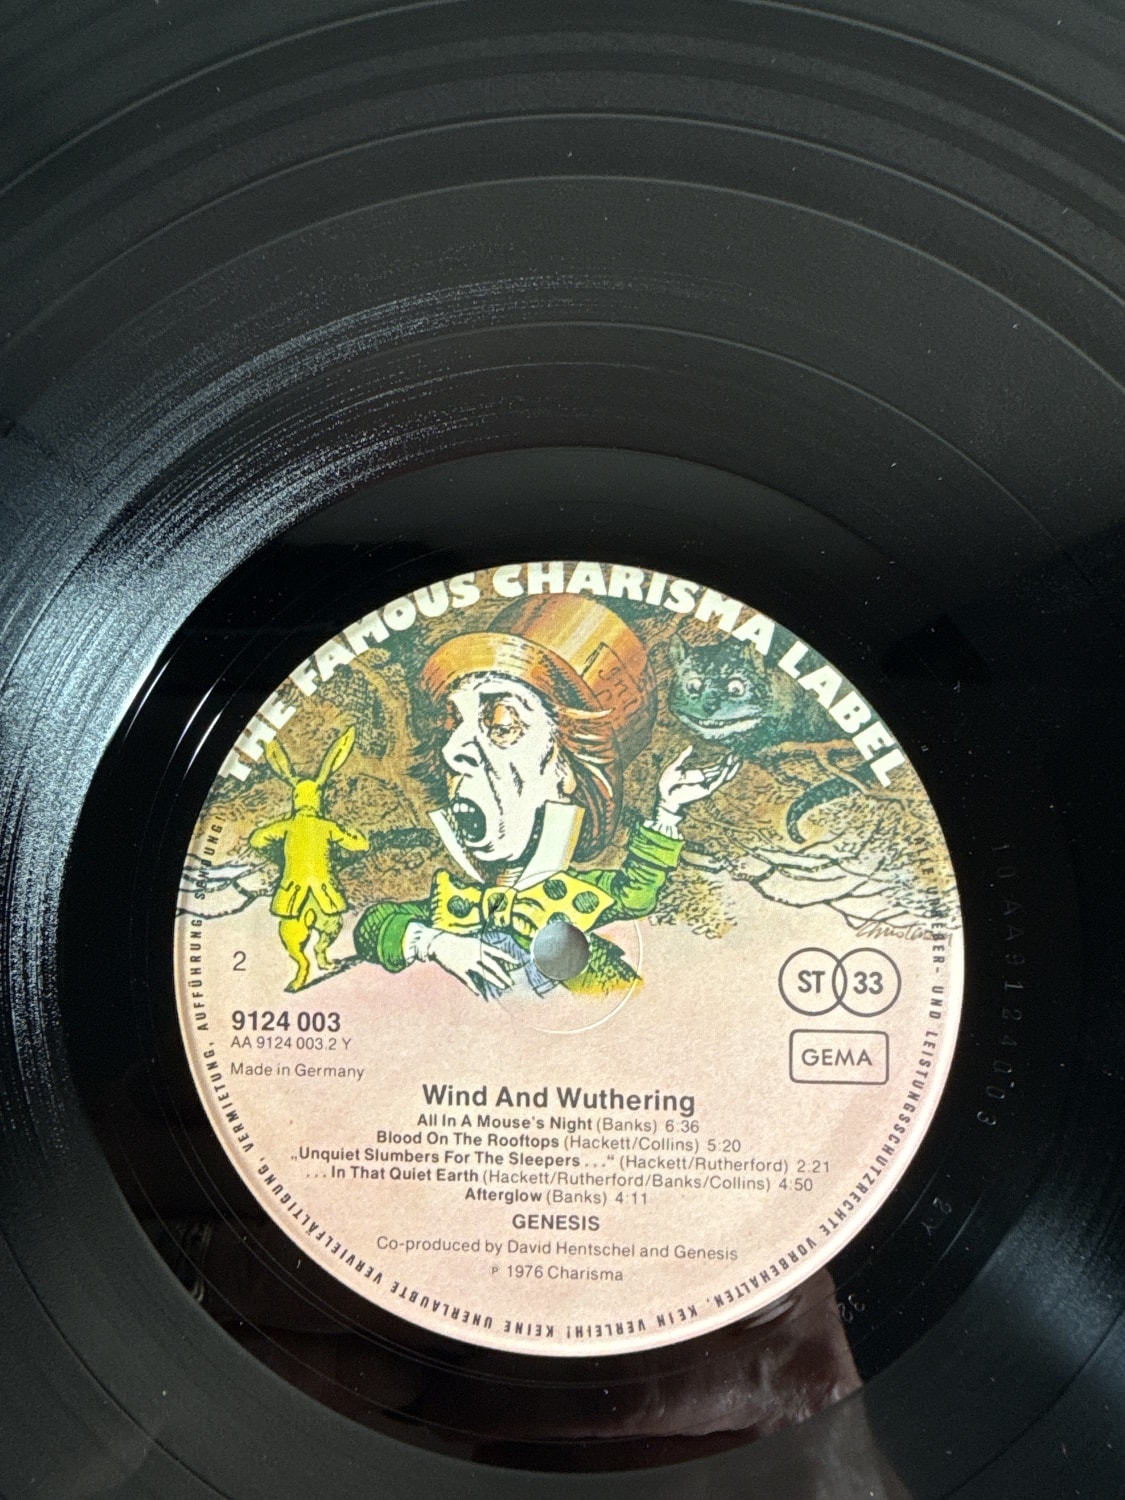 THE FAMOUS CHARISMA LABEL
2
ST 33
9124 003
AA 9124 003.2 Y
GEMA
Made in Germany
Wind And Wuthering
All In A Mouse's Night (Banks) 6:36
Blood On The Rooftops (Hackett/Collins) 5:20
„Unquiet Slumbers For The Sleepers ...“ (Hackett/Rutherford) 2:21
... In That Quiet Earth (Hackett/Rutherford/Banks/Collins) 4:50
Afterglow (Banks) 4:11
GENESIS
Co-produced by David Hentschel and Genesis
℗ 1976 Charisma
ALLE URHEBER- UND LEISTUNGSSCHUTZRECHTE VORBEHALTEN. KEIN VERLEIH! KEINE UNERLAUBTE VERVIELFÄLTIGUNG, VERMIETUNG, AUFFÜHRUNG, SENDUNG!
10 AA9124003
2Y